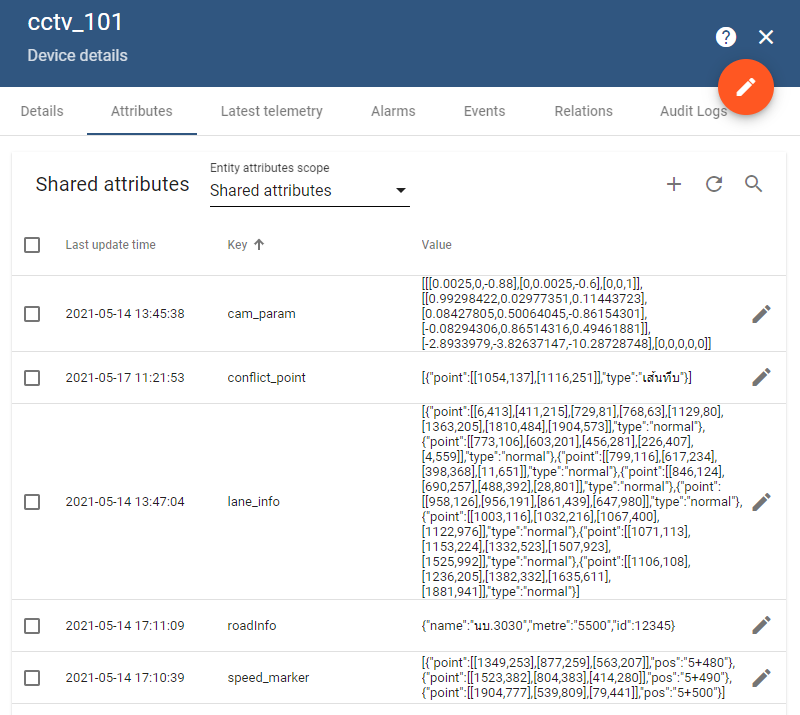 cctv_101
Device details
?
Details Attributes Latest telemetry Alarms Events Relations Audit Logs
Entity attributes scope
Shared attributes Shared attributes
Last update time Key Value
[[[0.0025,0,-0.88],[0,0.0025,-0.6],[0,0,1]],
[[0.99298422,0.02977351,0.11443723],
2021-05-14 13:45:38 cam_param [0.08427805,0.50064045,-0.86154301],
[-0.08294306,0.86514316,0.49461881]],
[-2.8933979,-3.82637147,-10.28728748],[0,0,0,0,0]]
2021-05-17 11:21:53 conflict_point [{"point":[[1054,137],[1116,251]],"type":"เส้นทึบ"}]
[{"point":[[6,413],[411,215],[729,81],[768,63],[1129,80],
[1363,205],[1810,484],[1904,573]],"type":"normal"},
{"point":[[773,106],[603,201],[456,281],[226,407],
[4,559]],"type":"normal"},{"point":[[799,116],[617,234],
[398,368],[11,651]],"type":"normal"},{"point":[[846,124],
[690,257],[488,392],[28,801]],"type":"normal"},{"point":
2021-05-14 13:47:04 lane_info [[958,126],[956,191],[861,439],[647,980]],"type":"normal"},
{"point":[[1003,116],[1032,216],[1067,400],
[1122,976]],"type":"normal"},{"point":[[1071,113],
[1153,224],[1332,523],[1507,923],
[1525,992]],"type":"normal"},{"point":[[1106,108],
[1236,205],[1382,332],[1635,611],
[1881,941]],"type":"normal"}]
2021-05-14 17:11:09 roadInfo {"name":"นบ.3030","metre":"5500","id":12345}
[{"point":[[1349,253],[877,259],[563,207]],"pos":"5+480"},
2021-05-14 17:10:39 speed_marker {"point":[[1523,382],[804,383],[414,280]],"pos":"5+490"},
{"point":[[1904,777],[539,809],[79,441]],"pos":"5+500"}]